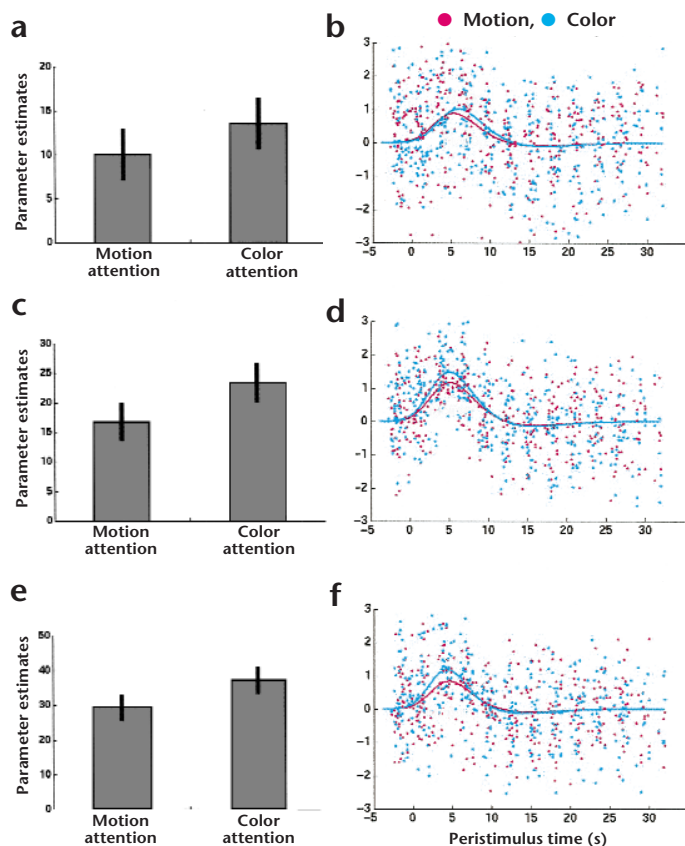 a
b
Motion, Color
Parameter estimates
20
15
10
5
0
Motion attention
Color attention
3
2
1
0
-1
-2
-3
-5 0 5 10 15 20 25 30
c
d
Parameter estimates
30
25
20
15
10
5
0
Motion attention
Color attention
3
2
1
0
-1
-2
-3
-5 0 5 10 15 20 25 30
e
f
Parameter estimates
50
40
30
20
10
0
Motion attention
Color attention
3
2
1
0
-1
-2
-3
-5 0 5 10 15 20 25 30
Peristimulus time (s)